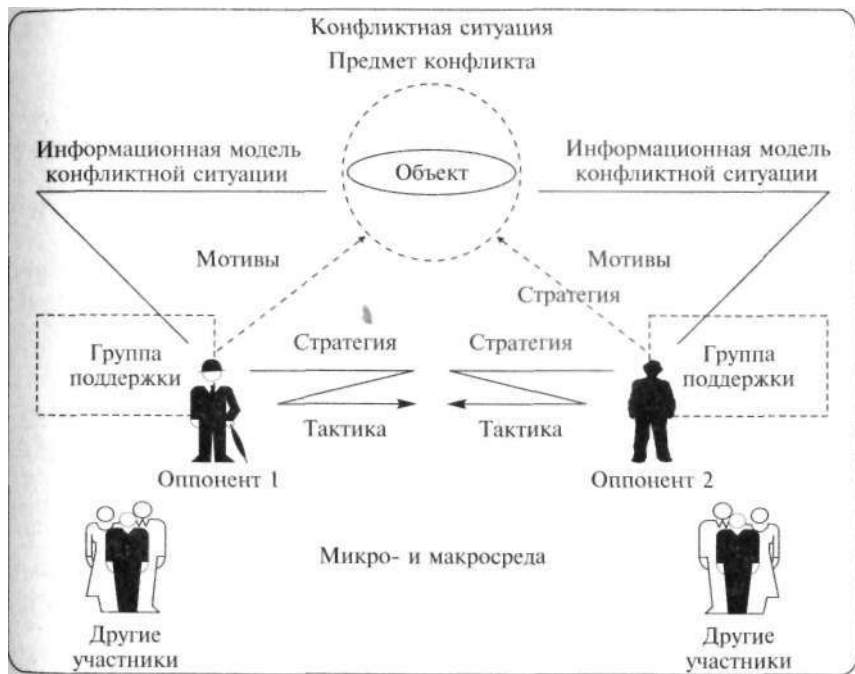 Конфликтная ситуация
Предмет конфликта
Информационная модель
конфликтной ситуации
Объект
Информационная модель
конфликтной ситуации
Мотивы
Мотивы
Стратегия
Группа
поддержки
Стратегия
Стратегия
Группа
поддержки
Тактика
Тактика
Оппонент 1
Оппонент 2
Микро- и макросреда
Другие
участники
Другие
участники